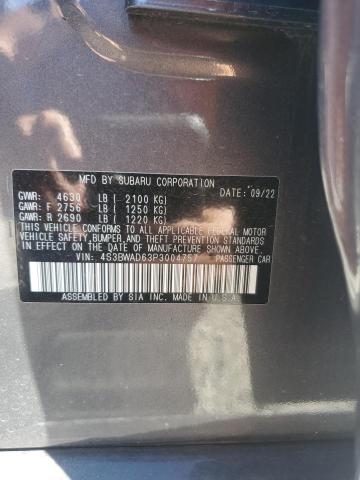 MFD BY SUBARU CORPORATION
DATE: 09/22
GVWR: 4630 LB ( 2100 KG)
GAWR: F 2756 LB ( 1250 KG)
GAWR: R 2690 LB ( 1220 KG)
THIS VEHICLE CONFORMS TO ALL APPLICABLE FEDERAL MOTOR
VEHICLE SAFETY, BUMPER, AND THEFT PREVENTION STANDARDS
IN EFFECT ON THE DATE OF MANUFACTURE SHOWN ABOVE.
VIN: 4S3BWAD63P3004757 PASSENGER CAR
ASSEMBLED BY SIA INC. MADE IN U.S.A.